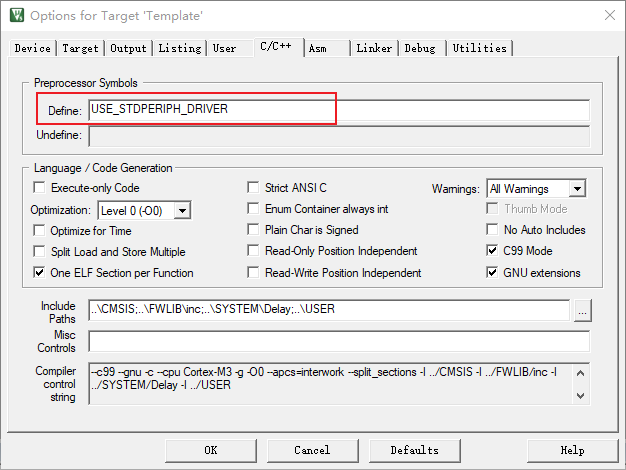 Options for Target 'Template'
Device Target Output Listing User C/C++ Asm Linker Debug Utilities
Preprocessor Symbols
Define: USE_STDPERIPH_DRIVER
Undefine:
Language / Code Generation
Execute-only Code Strict ANSI C Warnings: All Warnings
Optimization: Level 0 (-O0) Enum Container always int Thumb Mode
Optimize for Time Plain Char is Signed No Auto Includes
Split Load and Store Multiple Read-Only Position Independent C99 Mode
One ELF Section per Function Read-Write Position Independent GNU extensions
Include Paths ..\CMSIS;..\FWLIB\inc;..\SYSTEM\Delay;..\USER ...
Misc Controls
Compiler control string --c99 --gnu -c --cpu Cortex-M3 -g -O0 --apcs=interwork --split_sections -I ../CMSIS -I ../FWLIB/inc -I
../SYSTEM/Delay -I ../USER
OK Cancel Defaults Help